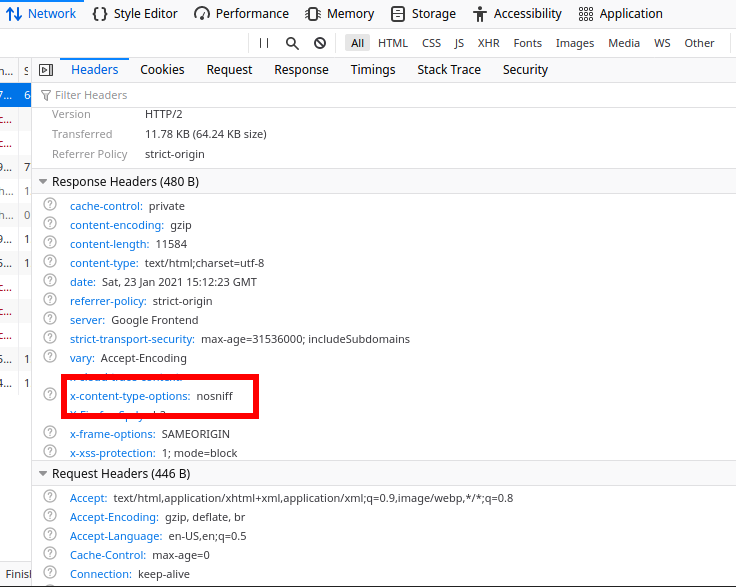 Network {} Style Editor Performance Memory Storage Accessibility Application
All HTML CSS JS XHR Fonts Images Media WS Other
Headers Cookies Request Response Timings Stack Trace Security
Filter Headers
Version HTTP/2
Transferred 11.78 KB (64.24 KB size)
Referrer Policy strict-origin
Response Headers (480 B)
cache-control: private
content-encoding: gzip
content-length: 11584
content-type: text/html;charset=utf-8
date: Sat, 23 Jan 2021 15:12:23 GMT
referrer-policy: strict-origin
server: Google Frontend
strict-transport-security: max-age=31536000; includeSubdomains
vary: Accept-Encoding
x-content-type-options: nosniff
x-frame-options: SAMEORIGIN
x-xss-protection: 1; mode=block
Request Headers (446 B)
Accept: text/html,application/xhtml+xml,application/xml;q=0.9,image/webp,*/*;q=0.8
Accept-Encoding: gzip, deflate, br
Accept-Language: en-US,en;q=0.5
Cache-Control: max-age=0
Connection: keep-alive